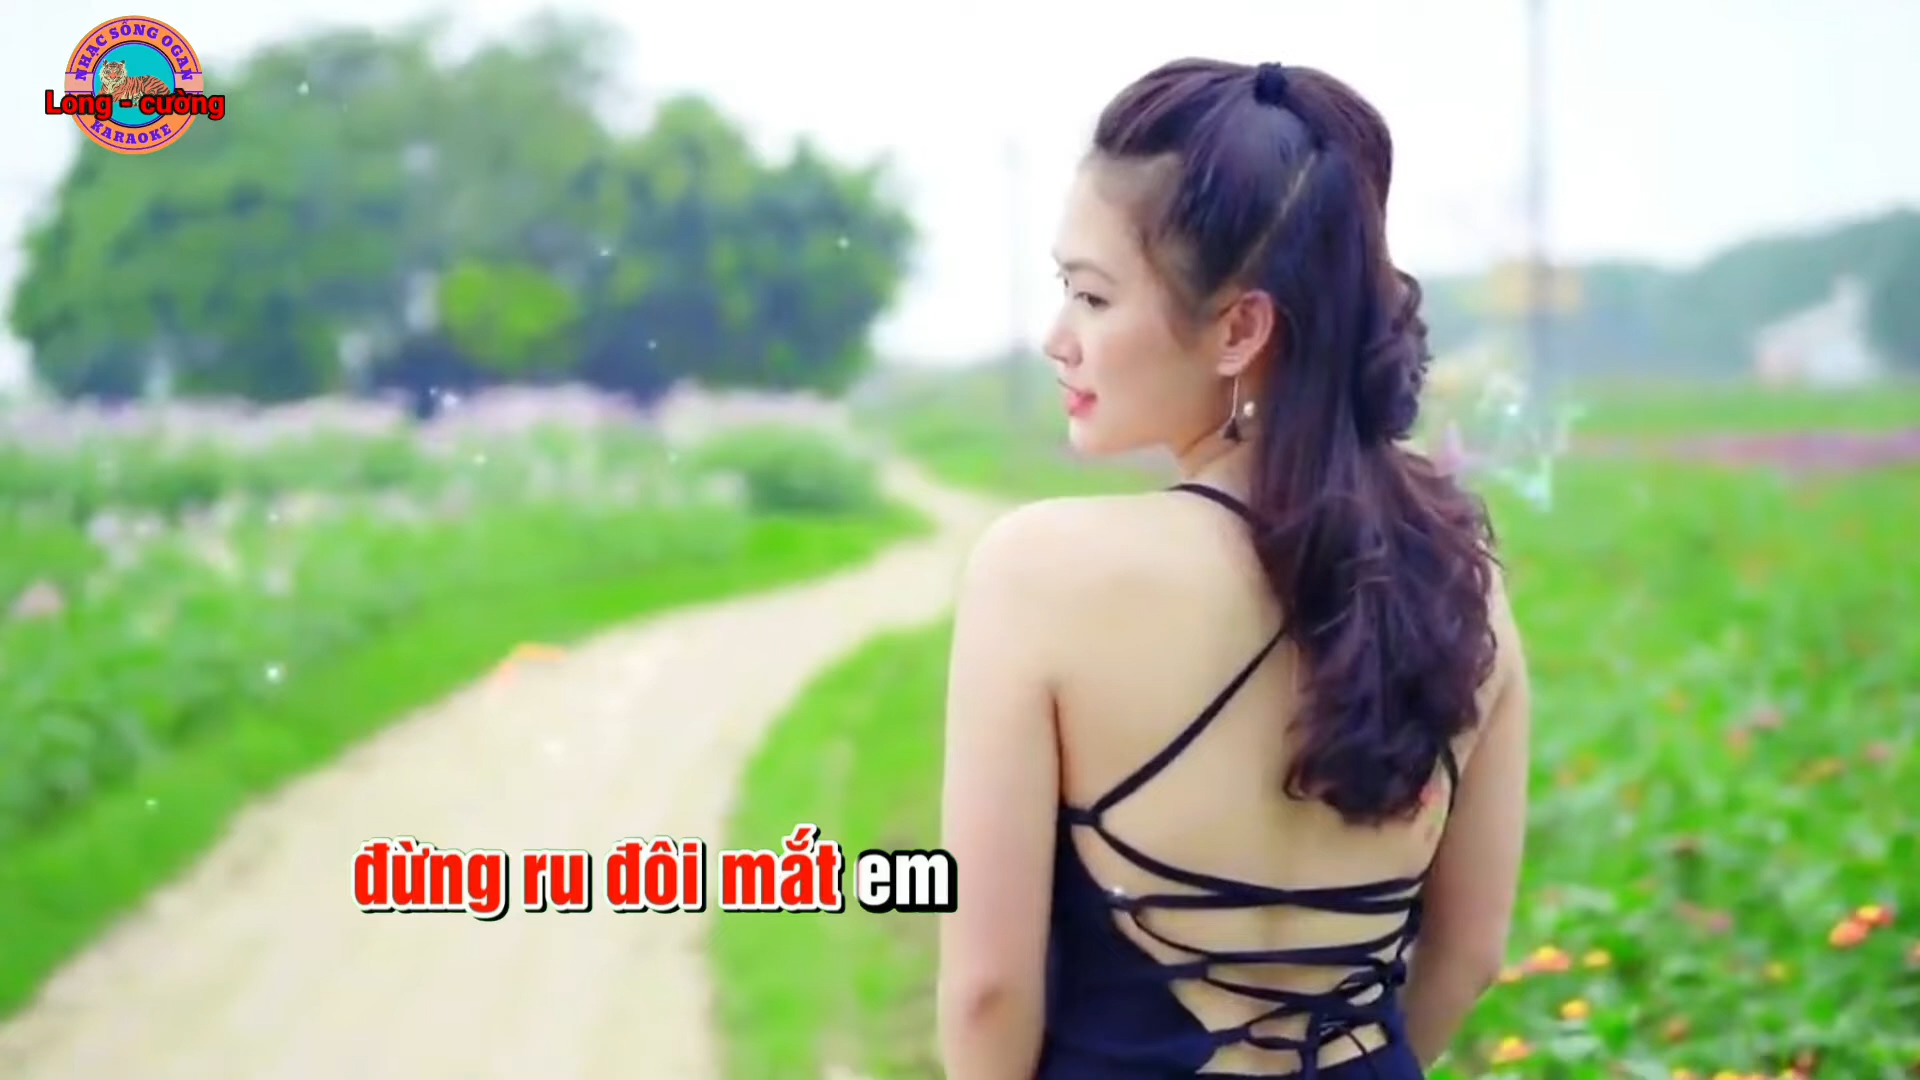 NHẠC SỐNG OGAN
Long - cường
KARAOKE
đừng ru đôi mắt em